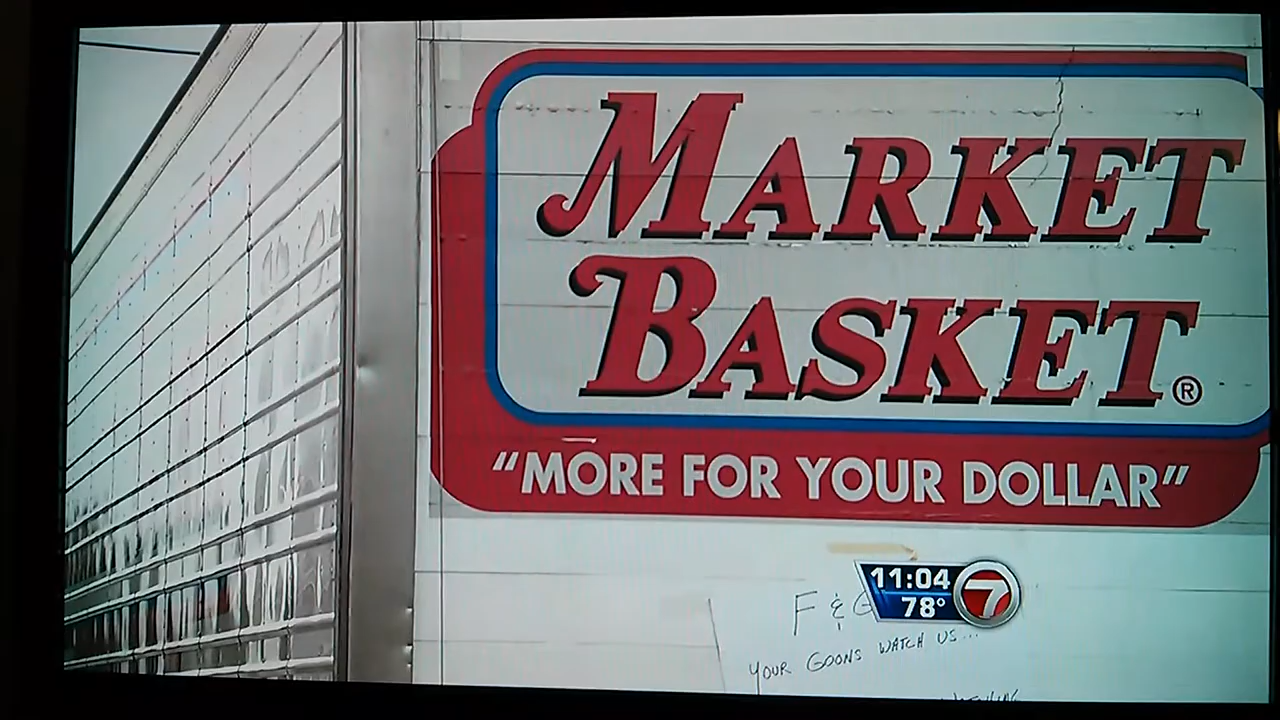 MARKET
BASKET®
"MORE FOR YOUR DOLLAR"
11:04
78° 7
F & G
YOUR GOONS WATCH US...